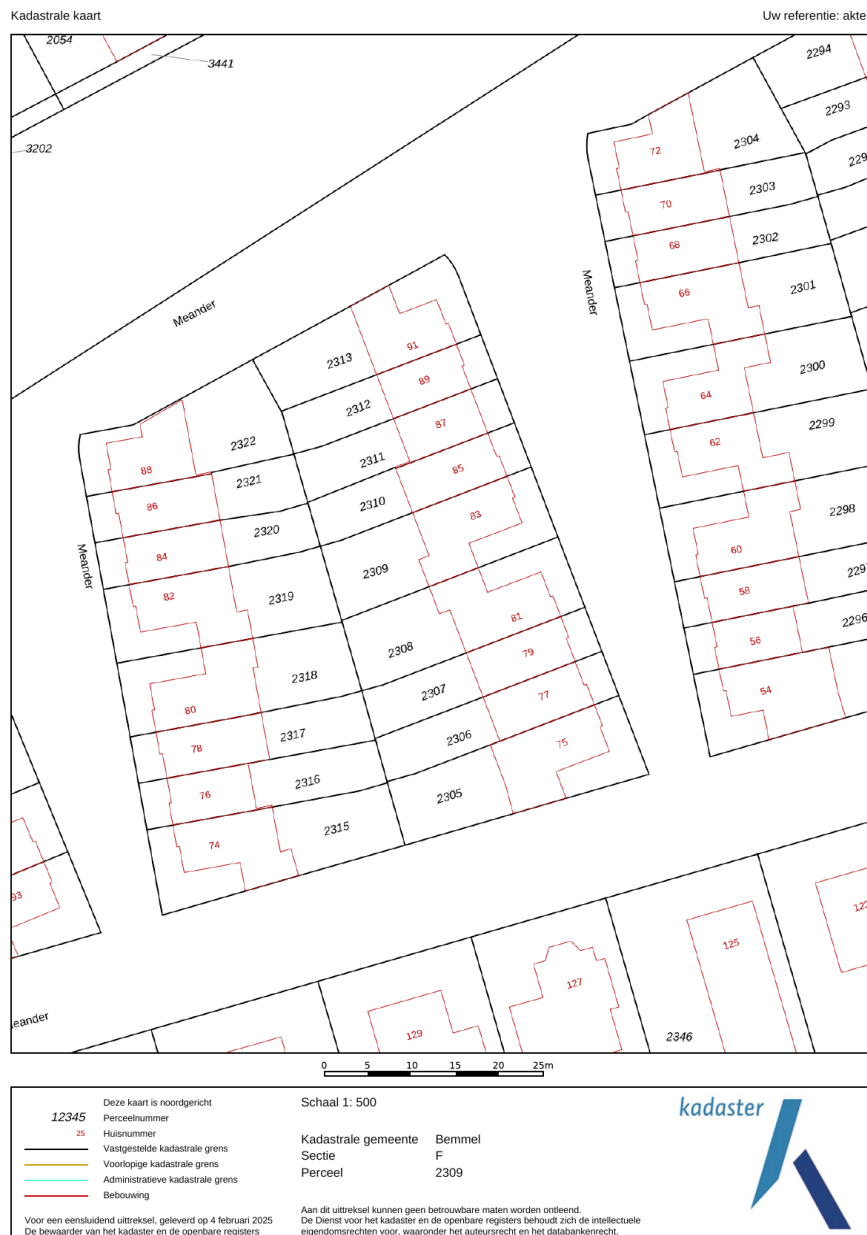 Kadastrale kaart
Uw referentie: akte
2054
3441
3202
2294
2293
2304
72
2303
70
2302
68
2301
66
Meander
Meander
2300
64
2299
62
2298
60
58
2296
56
54
91
2313
89
2312
87
2311
85
2310
83
2309
81
2308
79
2307
77
2306
75
2305
2322
88
2321
86
2320
84
Meander
82
2319
2318
80
2317
78
2316
76
2315
74
93
125
127
129
2346
0 5 10 15 20 25m
Deze kaart is noordgericht
12345 Perceelnummer
25 Huisnummer
Vastgestelde kadastrale grens
Voorlopige kadastrale grens
Administratieve kadastrale grens
Bebouwing
Voor een eensluidend uittreksel, geleverd op 4 februari 2025
De bewaarder van het kadaster en de openbare registers
Schaal 1: 500
Kadastrale gemeente Bemmel
Sectie F
Perceel 2309
Aan dit uittreksel kunnen geen betrouwbare maten worden ontleend.
De Dienst voor het kadaster en de openbare registers behoudt zich de intellectuele
eigendomsrechten voor, waaronder het auteursrecht en het databankenrecht.
kadaster